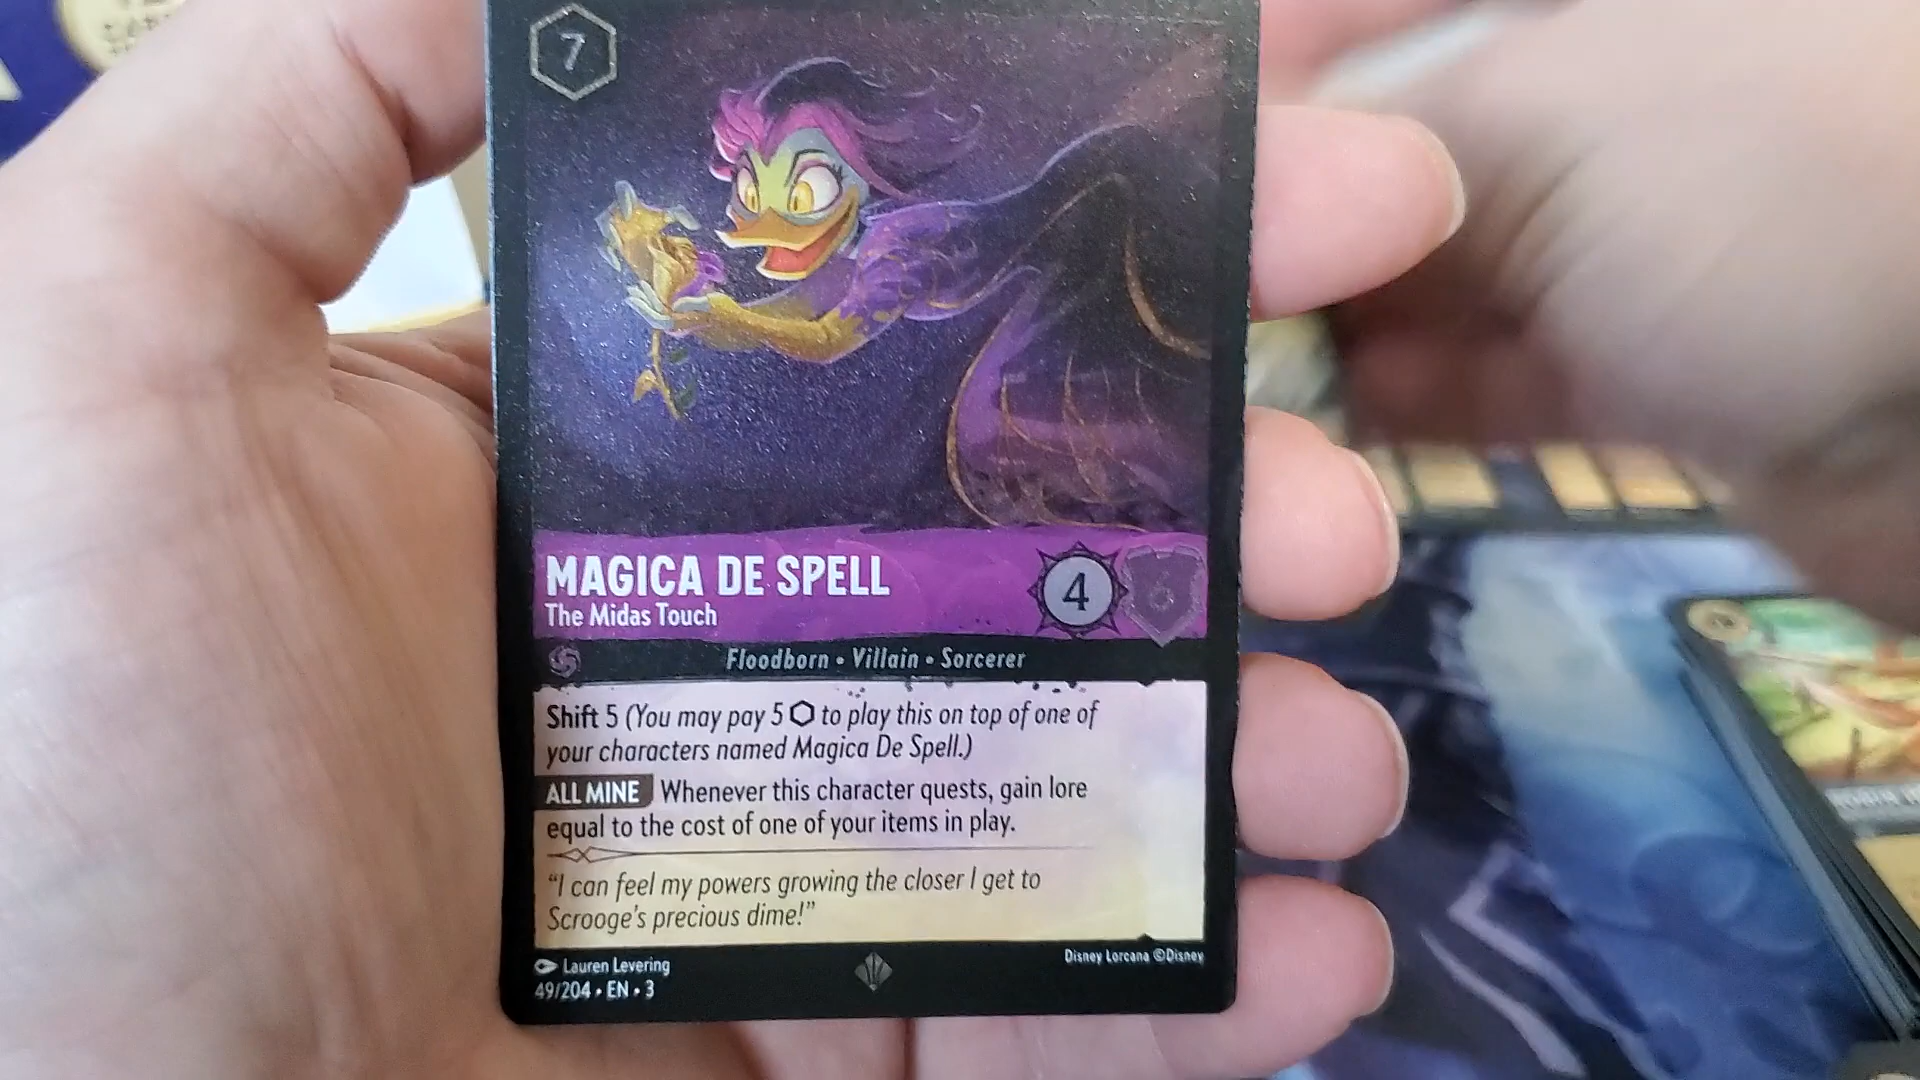 7
MAGICA DE SPELL
The Midas Touch
4
6
Floodborn • Villain • Sorcerer
Shift 5 (You may pay 5 ⬡ to play this on top of one of
your characters named Magica De Spell.)
ALL MINE Whenever this character quests, gain lore
equal to the cost of one of your items in play.
“I can feel my powers growing the closer I get to
Scrooge’s precious dime!”
Lauren Levering
Disney Lorcana ©Disney
49/204 • EN • 3